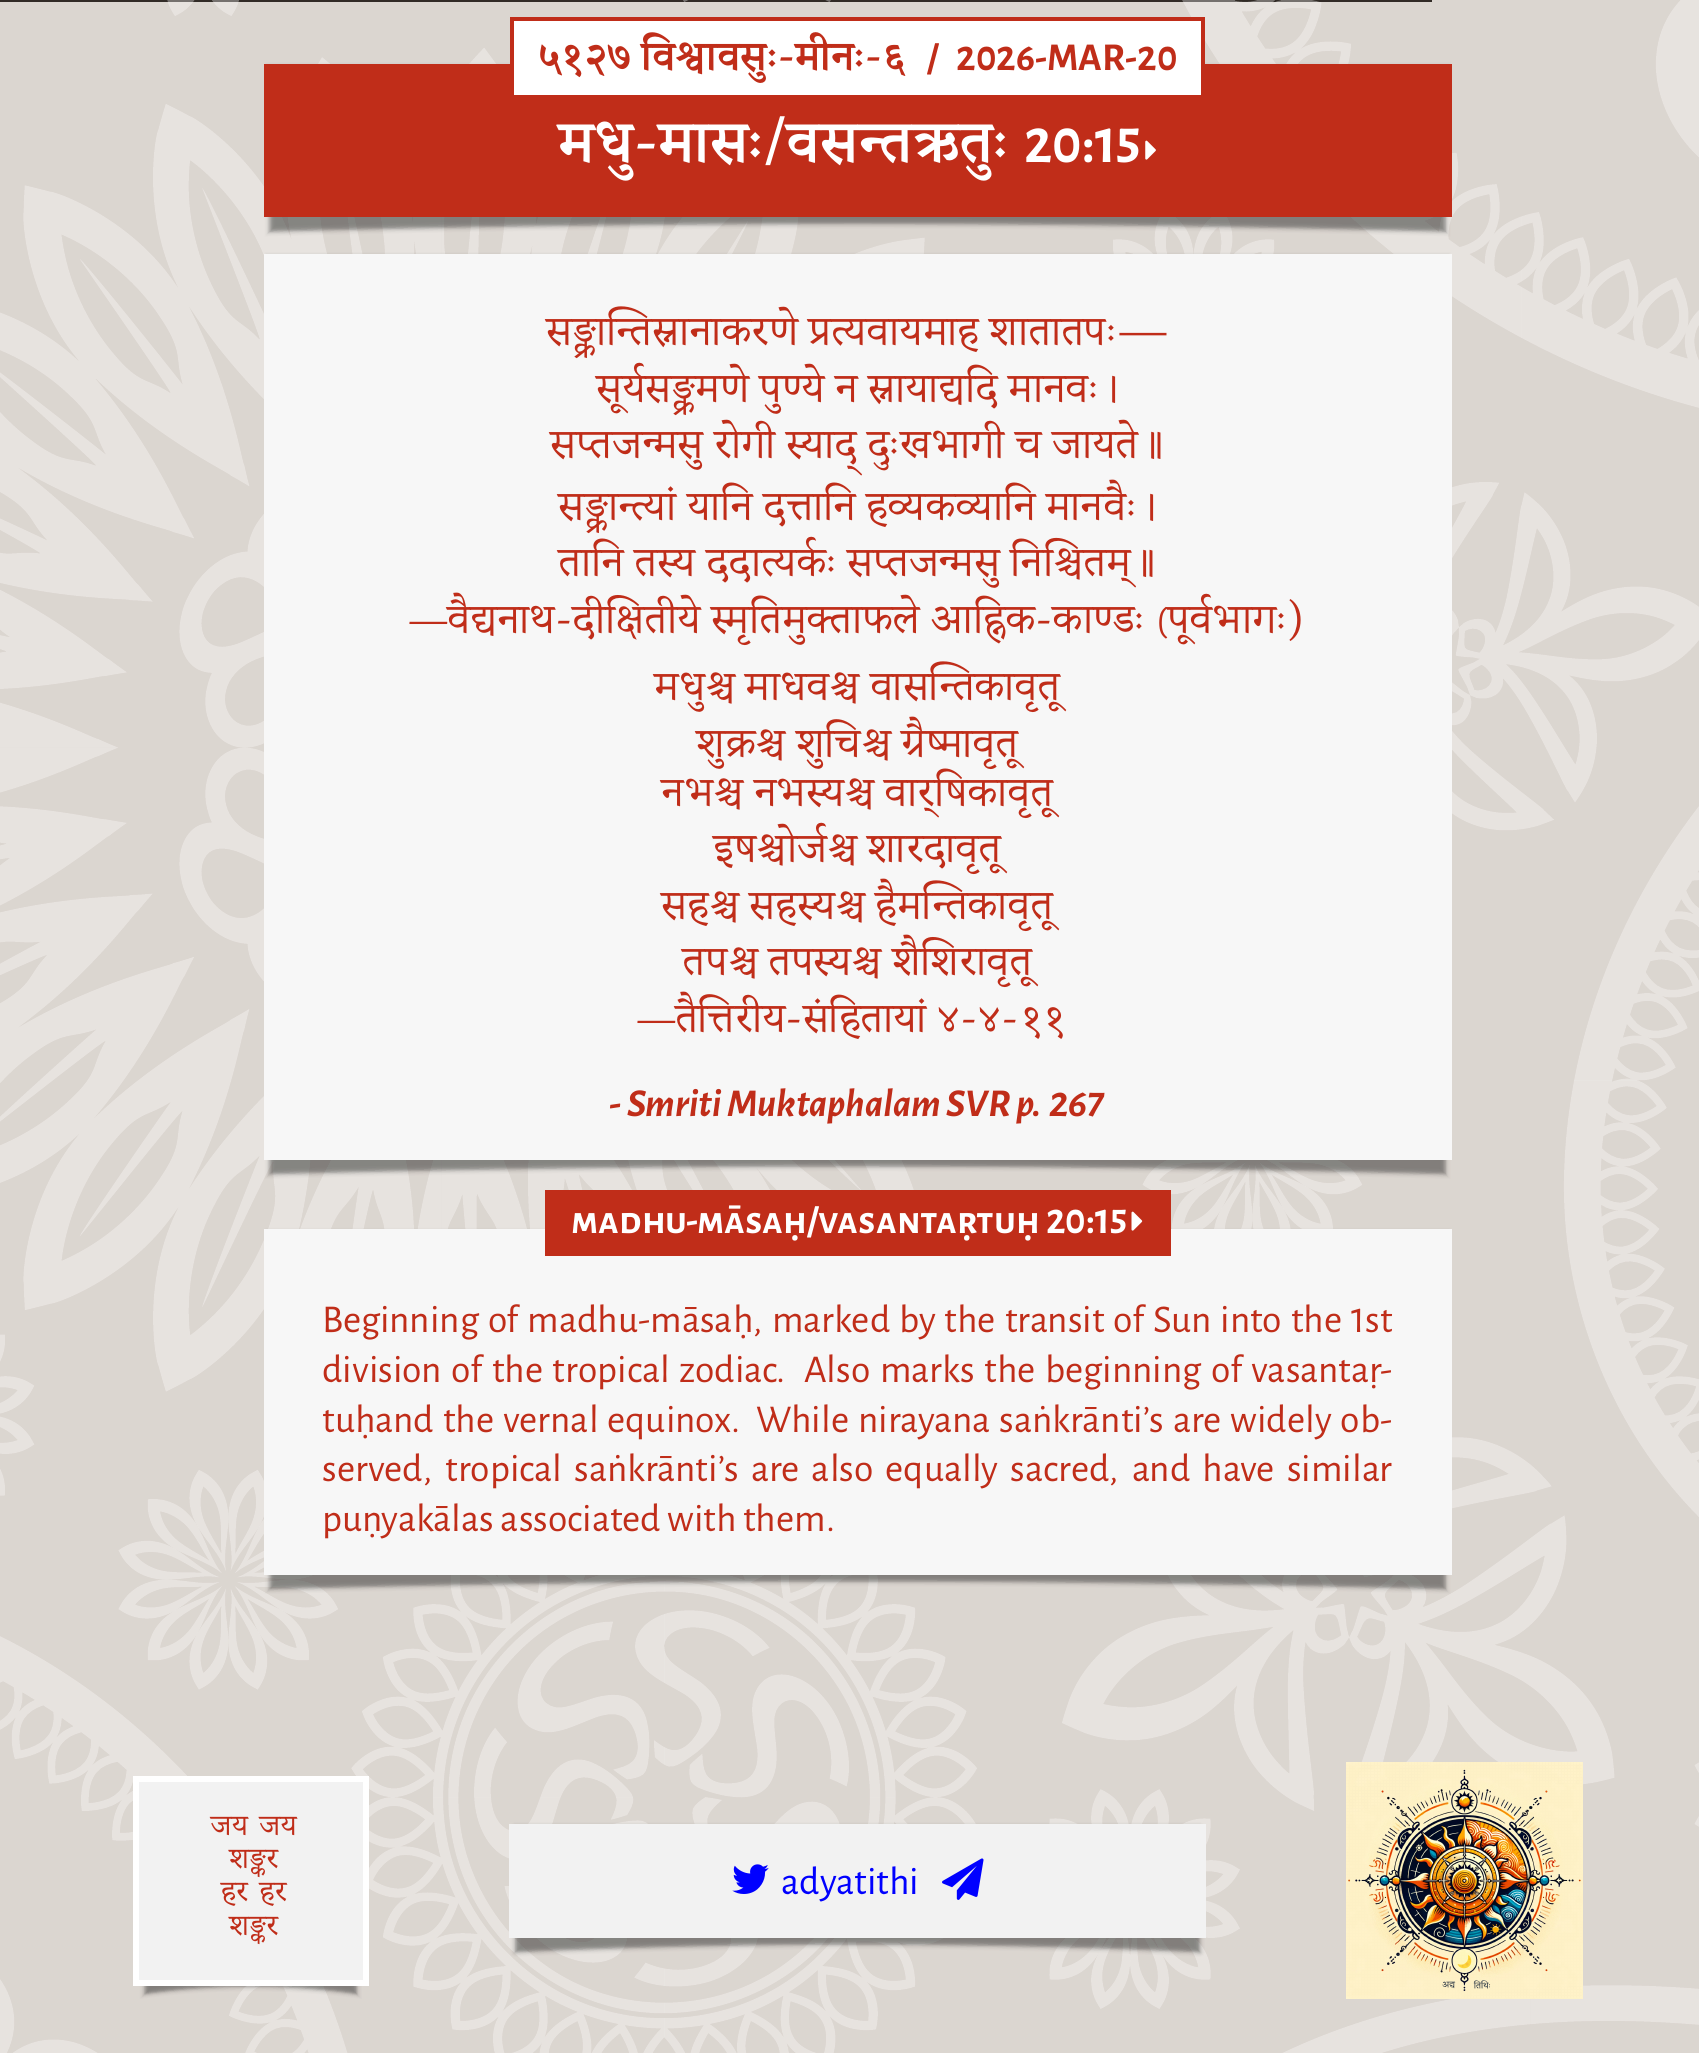 ५१२७ विश्वावसुः-मीनः-६ / 2026-MAR-20
मधु-मासः/वसन्तऋतुः 20:15
सङ्क्रान्तिस्नानाकरणे प्रत्यवायमाह शातातपः—
सूर्यसङ्क्रमणे पुण्ये न स्नायाद्यदि मानवः।
सप्तजन्मसु रोगी स्याद् दुःखभागी च जायते॥
सङ्क्रान्त्यां यानि दत्तानि हव्यकव्यानि मानवैः।
तानि तस्य ददात्यर्कः सप्तजन्मसु निश्चितम्॥
—वैद्यनाथ-दीक्षितीये स्मृतिमुक्ताफले आह्निक-काण्डः (पूर्वभागः)
मधुश्च माधवश्च वासन्तिकावृतू
शुक्रश्च शुचिश्च ग्रैष्मावृतू
नभश्च नभस्यश्च वार्‌षिकावृतू
इषश्चोर्जश्च शारदावृतू
सहश्च सहस्यश्च हैमन्तिकावृतू
तपश्च तपस्यश्च शैशिरावृतू
—तैत्तिरीय-संहितायां ४-४-११
- Smriti Muktaphalam SVR p. 267
MADHU-MĀSAḤ/VASANTAṚTUḤ 20:15
Beginning of madhu-māsaḥ, marked by the transit of Sun into the 1st
division of the tropical zodiac. Also marks the beginning of vasantaṛ-
tuḥand the vernal equinox. While nirayana saṅkrānti’s are widely ob-
served, tropical saṅkrānti’s are also equally sacred, and have similar
puṇyakālas associated with them.
जय जय
शङ्कर
हर हर
शङ्कर
adyatithi
अद्य तिथिः